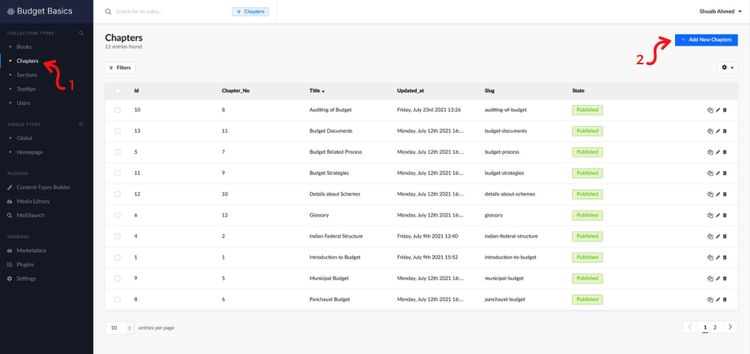 Budget Basics
Search for an entry...
Chapters
Shoaib Ahmed
COLLECTION TYPES
Books
Chapters
Sections
Tooltips
Users
SINGLE TYPES
Global
Homepage
PLUGINS
Content-Types Builder
Media Library
MeiliSearch
GENERAL
Marketplace
Plugins
Settings
1
Chapters
12 entries found
2
+ Add New Chapters
Filters
Id Chapter_No Title Updated_at Slug State
10 8 Auditing of Budget Friday, July 23rd 2021 13:26 auditing-of-budget Published
13 11 Budget Documents Monday, July 12th 2021 16:... budget-documents Published
5 7 Budget Related Process Monday, July 12th 2021 16:... budget-process Published
11 9 Budget Strategies Monday, July 12th 2021 16:... budget-strategies Published
12 10 Details about Schemes Monday, July 12th 2021 16:... details-about-schemes Published
6 12 Glossary Monday, July 12th 2021 16:... glossary Published
4 2 Indian Federal Structure Friday, July 9th 2021 12:40 indian-federal-structure Published
1 1 Introduction to Budget Friday, July 9th 2021 15:52 introduction-to-budget Published
9 5 Municipal Budget Monday, July 12th 2021 16:... municipal-budget Published
8 6 Panchayat Budget Monday, July 12th 2021 16:... panchayat-budget Published
10 entries per page
1 2